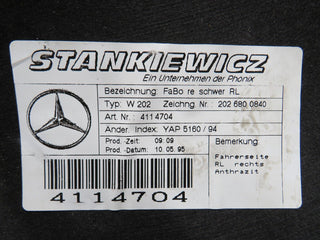 STANKIEWICZ
Ein Unternehmen der Phonix
Bezeichnung: FaBo re schwer RL
Typ: W 202 Zeichng Nr.: 202 680 0840
Art Nr.: 4114704
Änder. Index: YAP 5160 / 94
Prod. Zeit: 09:09
Prod. Datum: 10.05.95
Bemerkung:
Fahrerseite
RL rechts
Anthrazit
4114704